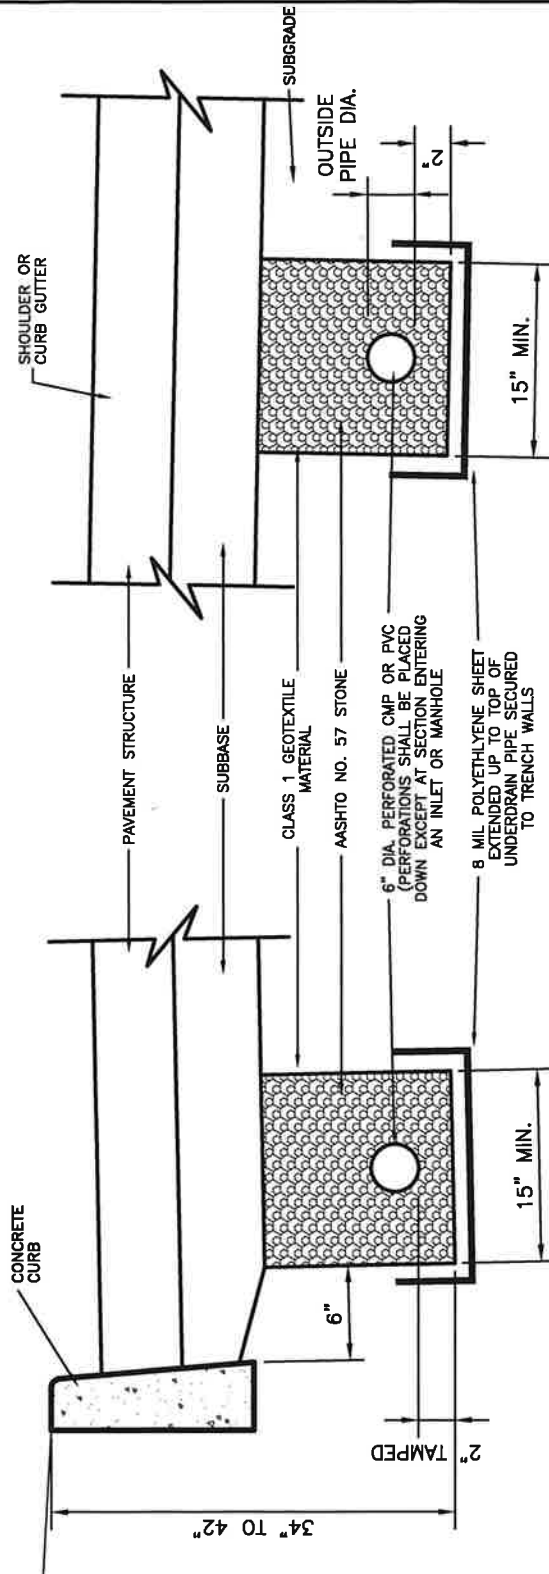 CONCRETE
CURB
PAVEMENT STRUCTURE
SHOULDER OR
CURB GUTTER
SUBBASE
SUBGRADE
CLASS 1 GEOTEXTILE
MATERIAL
AASHTO NO. 57 STONE
OUTSIDE
PIPE DIA.
6" DIA. PERFORATED CMP OR PVC
(PERFORATIONS SHALL BE PLACED
DOWN EXCEPT AT SECTION ENTERING
AN INLET OR MANHOLE
8 MIL POLYETHLYENE SHEET
EXTENDED UP TO TOP OF
UNDERDRAIN PIPE SECURED
TO TRENCH WALLS
34" TO 42"
2" TAMPED
6"
15" MIN.
2"
15" MIN.